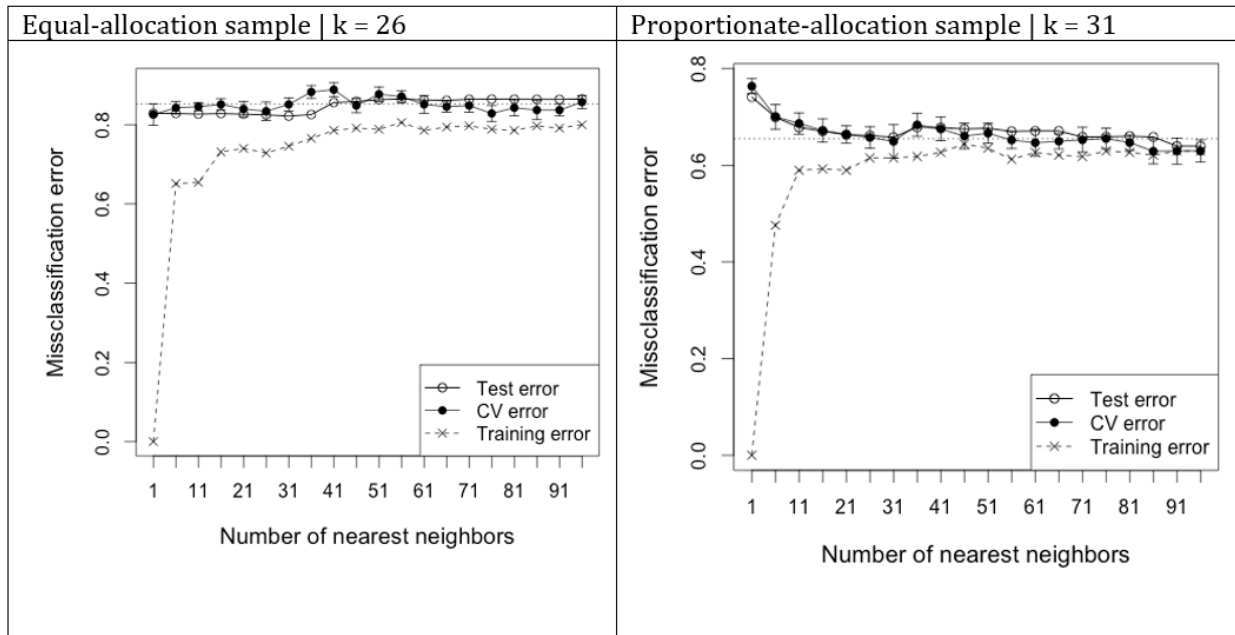 Equal-allocation sample | k = 26
Missclassification error
0.8
0.6
0.4
0.2
0.0
Test error
CV error
Training error
1 11 21 31 41 51 61 71 81 91
Number of nearest neighbors
Proportionate-allocation sample | k = 31
Missclassification error
0.8
0.6
0.4
0.2
0.0
Test error
CV error
Training error
1 11 21 31 41 51 61 71 81 91
Number of nearest neighbors